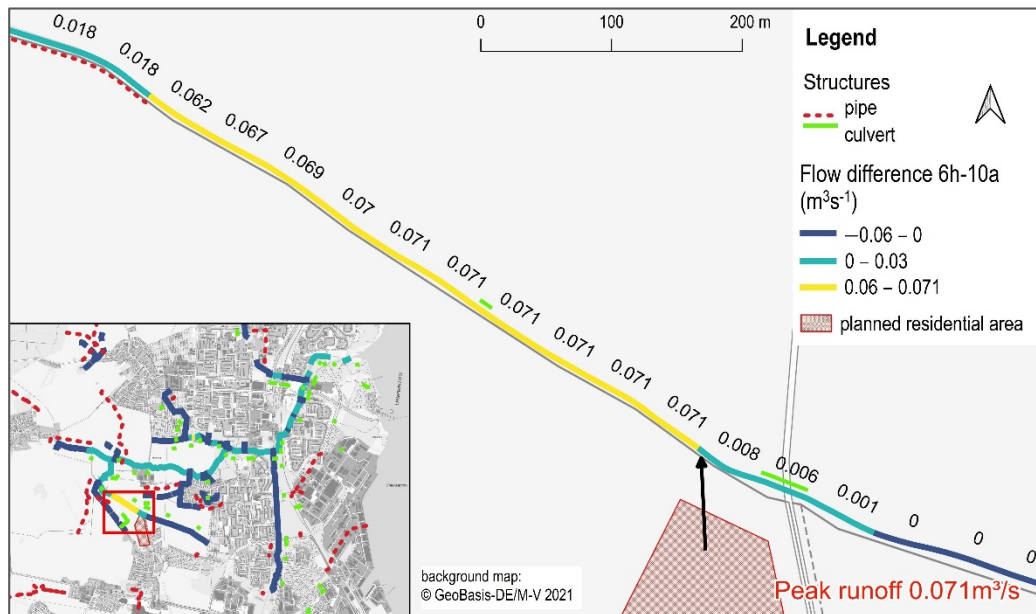 0.018
0.018
0.062
0.067
0.069
0.07
0.071
0.071
0.071
0.071
0.071
0.071
0.008
0.006
0.001
0
0
0
0 100 200 m
Legend
Structures
pipe
culvert
Flow difference 6h-10a
(m³s⁻¹)
—0.06 – 0
0 – 0.03
0.06 – 0.071
planned residential area
background map:
© GeoBasis-DE/M-V 2021
Peak runoff 0.071m³/s